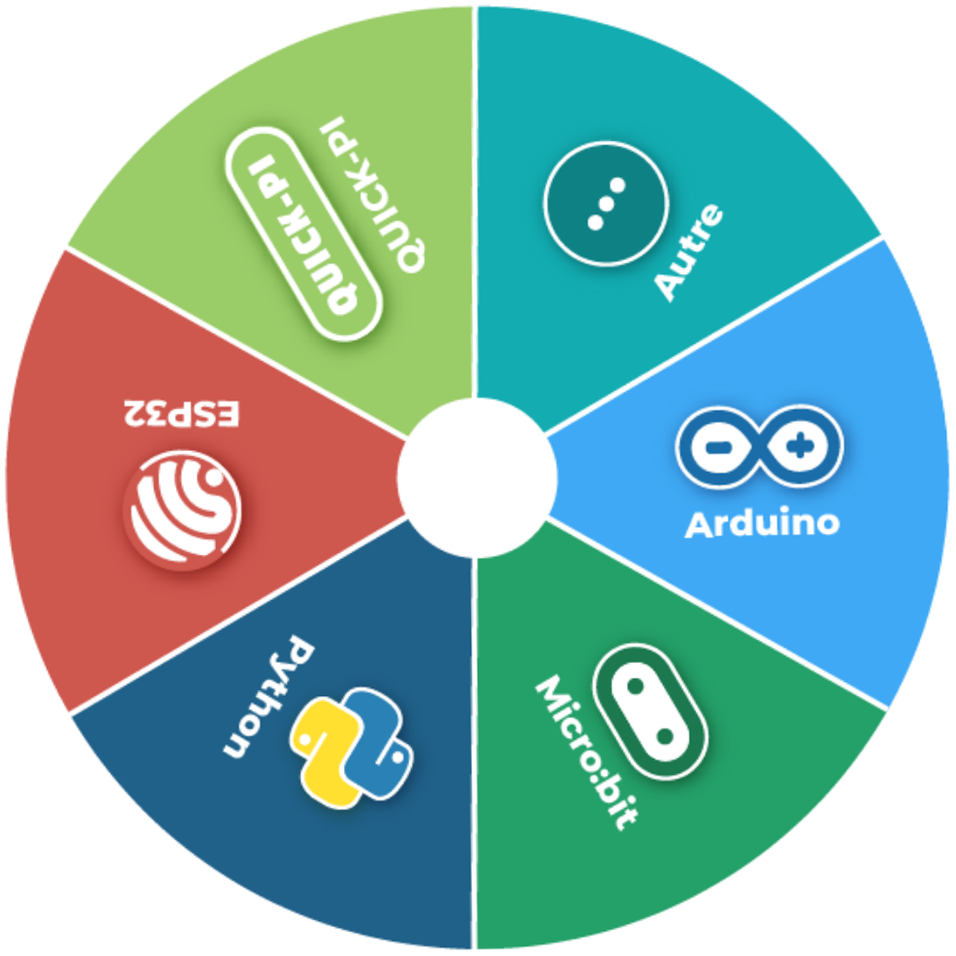 Autre
Arduino
Micro:bit
Python
ESP32
QUICK-PI
QUICK-PI